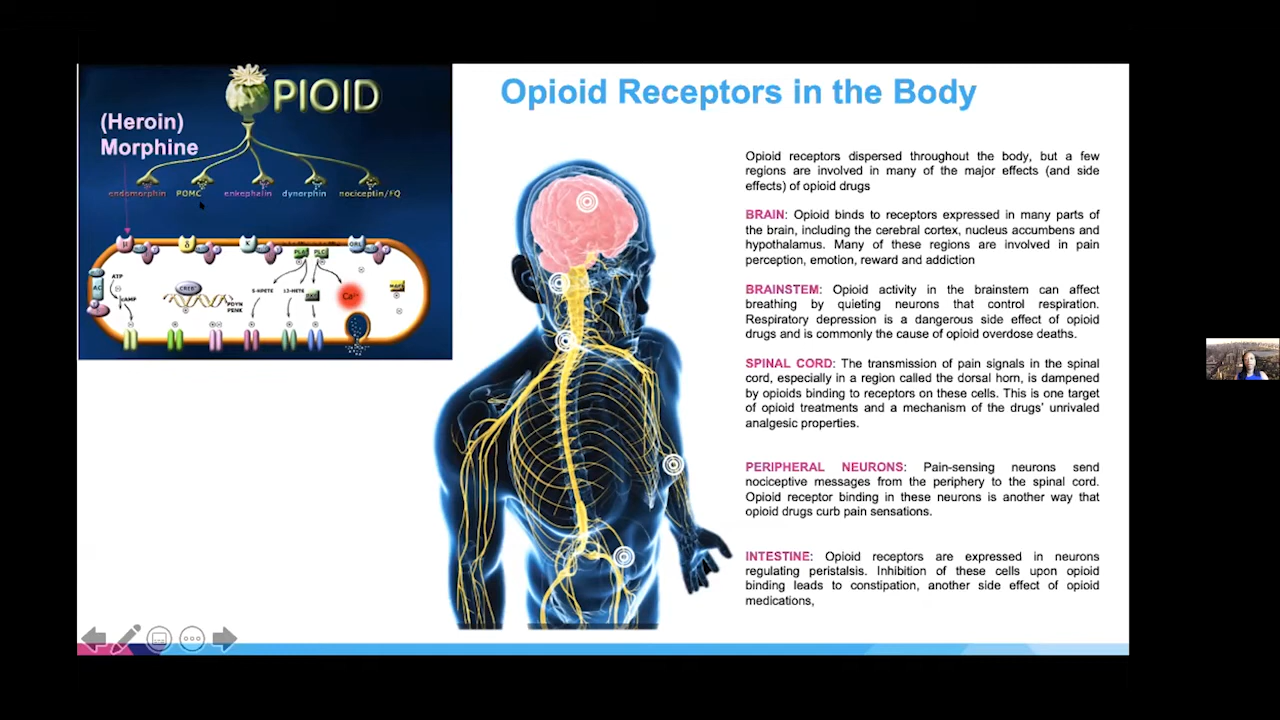 OPIOID
(Heroin)
Morphine
endomorphin POMC enkephalin dynorphin nociceptin/FQ
μ δ κ ORL
PLA PLC
ATP
AC
cAMP
CREB
PDYN
PENK
5-HPETE 12-HETE
Ca²⁺
MAPK
Opioid Receptors in the Body
Opioid receptors dispersed throughout the body, but a few
regions are involved in many of the major effects (and side
effects) of opioid drugs
BRAIN: Opioid binds to receptors expressed in many parts of
the brain, including the cerebral cortex, nucleus accumbens and
hypothalamus. Many of these regions are involved in pain
perception, emotion, reward and addiction
BRAINSTEM: Opioid activity in the brainstem can affect
breathing by quieting neurons that control respiration.
Respiratory depression is a dangerous side effect of opioid
drugs and is commonly the cause of opioid overdose deaths.
SPINAL CORD: The transmission of pain signals in the spinal
cord, especially in a region called the dorsal horn, is dampened
by opioids binding to receptors on these cells. This is one target
of opioid treatments and a mechanism of the drugs' unrivaled
analgesic properties.
PERIPHERAL NEURONS: Pain-sensing neurons send
nociceptive messages from the periphery to the spinal cord.
Opioid receptor binding in these neurons is another way that
opioid drugs curb pain sensations.
INTESTINE: Opioid receptors are expressed in neurons
regulating peristalsis. Inhibition of these cells upon opioid
binding leads to constipation, another side effect of opioid
medications,